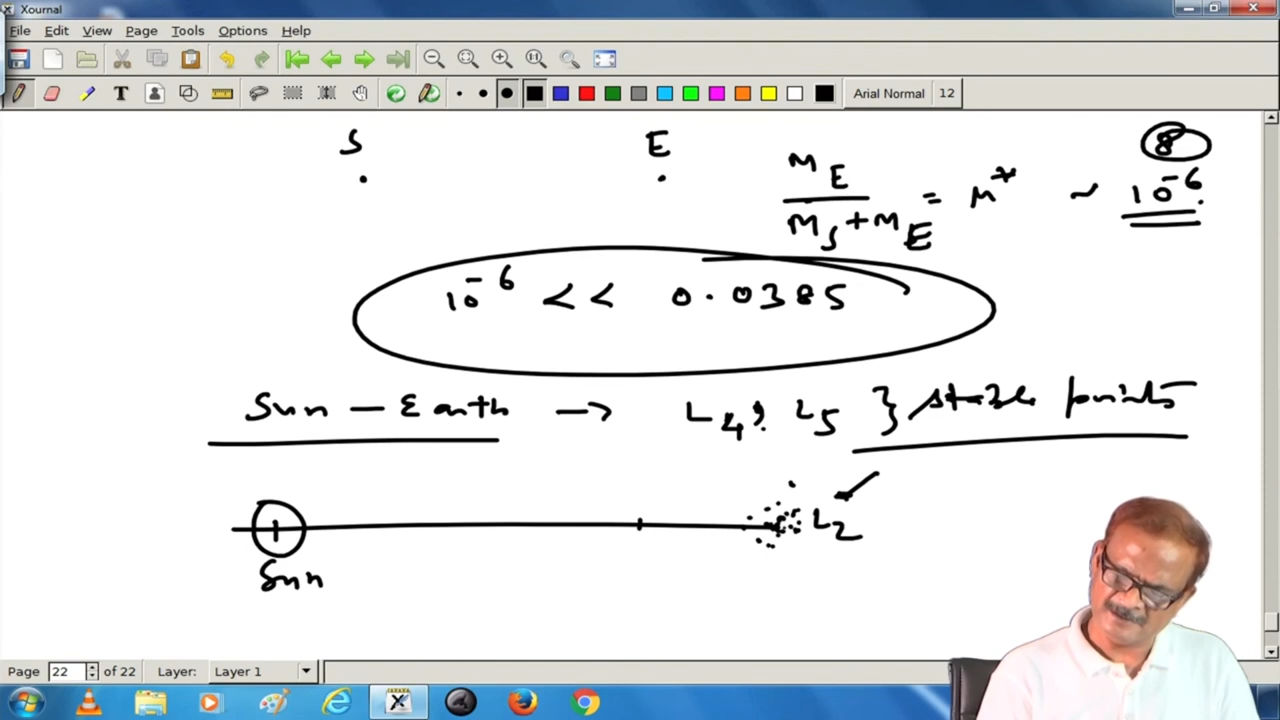 Xournal
File Edit View Page Tools Options Help
Arial Normal 12
S E 8
M_E / M_S + M_E = μ* ~ 10^-6.
10^-6 << 0.0385
Sun – Earth → L4, L5 } stable points
L2
Sun
Page 22 of 22 Layer: Layer 1